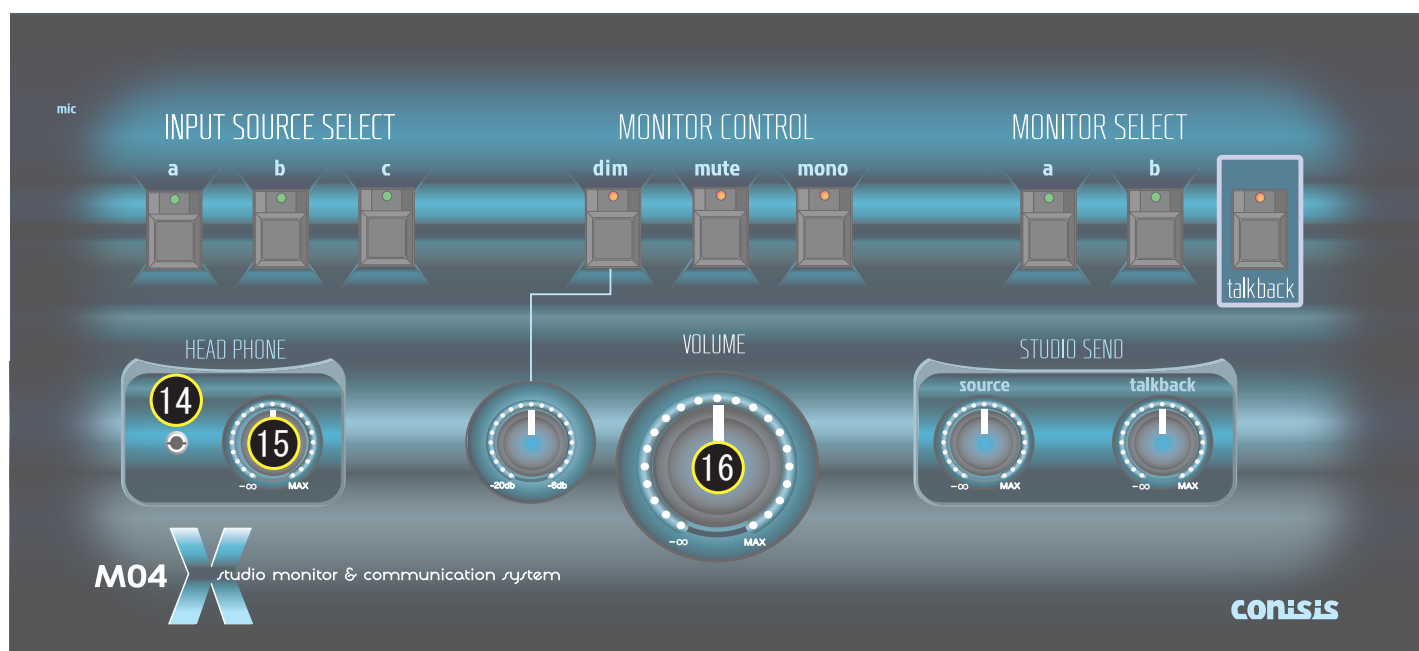 mic
INPUT SOURCE SELECT
MONITOR CONTROL
MONITOR SELECT
a
b
c
dim
mute
mono
a
b
talkback
HEAD PHONE
VOLUME
STUDIO SEND
source
talkback
14
15
16
-∞
MAX
-20db
-6db
-∞
MAX
-∞
MAX
-∞
MAX
M04 X studio monitor & communication system
conisis